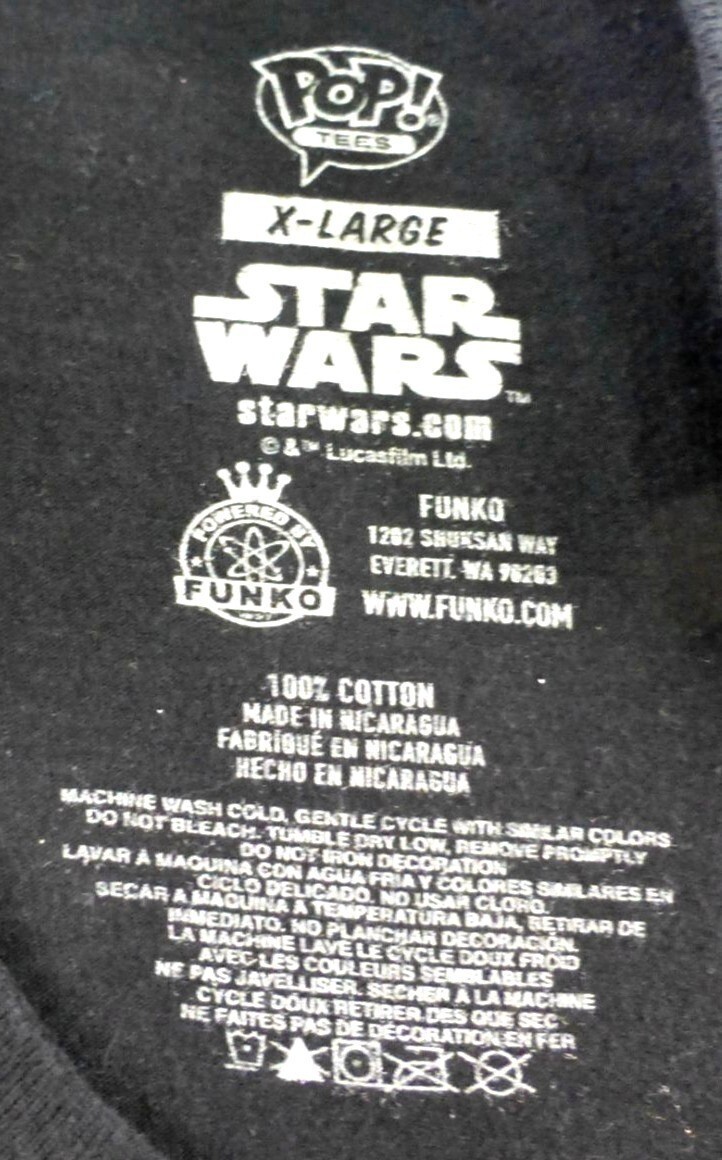 POP!®
TEES
X-LARGE
STAR
WARS™
starwars.com
© & ™ Lucasfilm Ltd.
POWERED BY
FUNKO
FUNKO
1202 SHUKSAN WAY
EVERETT, WA 98203
WWW.FUNKO.COM
100% COTTON
MADE IN NICARAGUA
FABRIQUÉ EN NICARAGUA
HECHO EN NICARAGUA
MACHINE WASH COLD, GENTLE CYCLE WITH SIMILAR COLORS
DO NOT BLEACH. TUMBLE DRY LOW, REMOVE PROMPTLY
DO NOT IRON DECORATION
LAVAR A MAQUINA CON AGUA FRIA Y COLORES SIMILARES EN
CICLO DELICADO. NO USAR CLORO.
SECAR A MAQUINA A TEMPERATURA BAJA, RETIRAR DE
INMEDIATO. NO PLANCHAR DECORACIÓN.
LA MACHINE LAVE LE CYCLE DOUX FROID
AVEC LES COULEURS SEMBLABLES
NE PAS JAVELLISER. SECHER A LA MACHINE
CYCLE DOUX RETIRER DES QUE SEC
NE FAITES PAS DE DÉCORATION EN FER